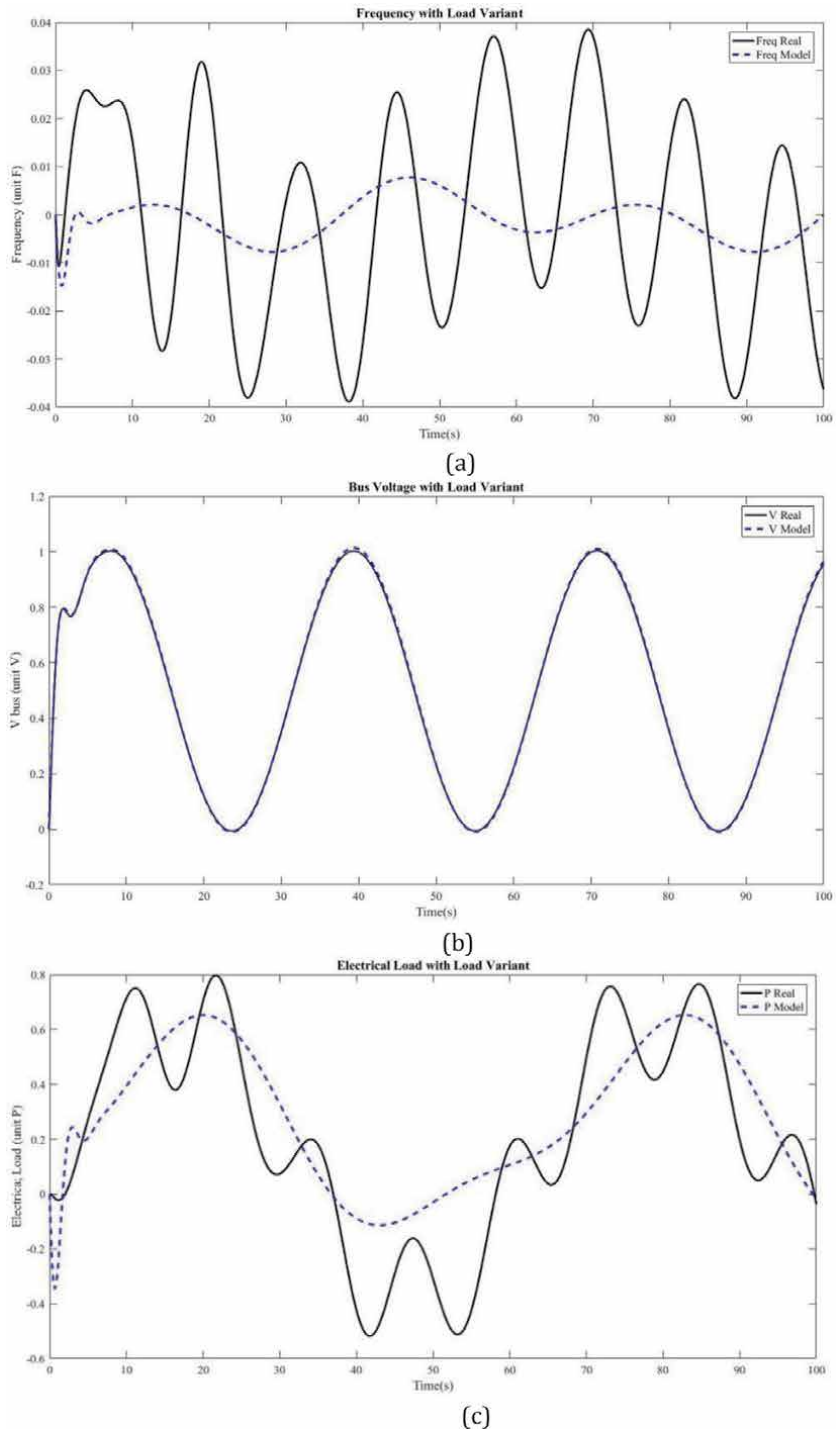 Frequency with Load Variant
0.04
0.03
0.02
0.01
0
-0.01
-0.02
-0.03
-0.04
Frequency (unit F)
Freq Real
Freq Model
0 10 20 30 40 50 60 70 80 90 100
Time(s)
(a)
Bus Voltage with Load Variant
1.2
1
0.8
0.6
0.4
0.2
0
-0.2
V bus (unit V)
V Real
V Model
0 10 20 30 40 50 60 70 80 90 100
Time(s)
(b)
Electrical Load with Load Variant
0.8
0.6
0.4
0.2
0
-0.2
-0.4
-0.6
Electrica; Load (unit P)
P Real
P Model
0 10 20 30 40 50 60 70 80 90 100
Time(s)
(c)